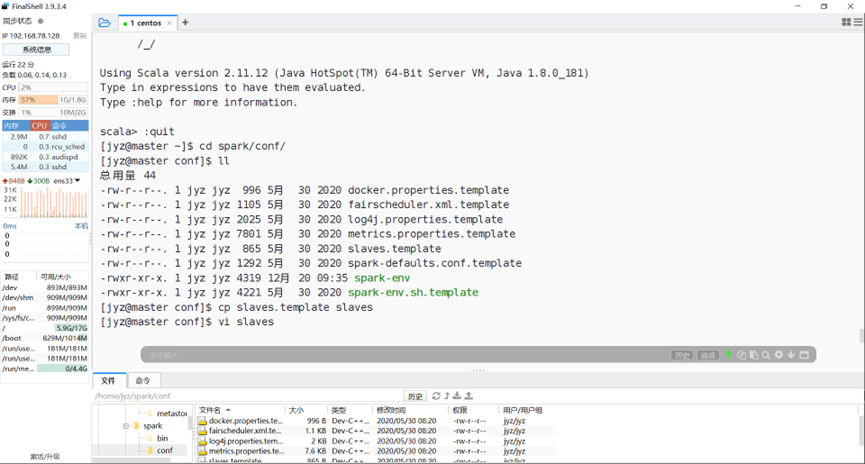 FinalShell 3.9.3.4
同步状态
IP 192.168.78.128 复制
系统信息
运行 22 分
负载 0.08, 0.14, 0.13
CPU 2%
内存 57% 1G/1.8G
交换 1% 10M/2G
内存 CPU 命令
2.9M 0.7 sshd
0 0.3 rcu_sched
892K 0.3 audispd
5.4M 0.3 sshd
8488 300B ens33
31K
22K
11K
0ms 本机
0
0
0
路径 可用/大小
/dev 893M/893M
/dev/shm 909M/909M
/run 899M/909M
/sys/fs/c... 909M/909M
/ 5.9G/17G
/boot 829M/1014M
/run/use... 181M/181M
/run/use... 181M/181M
/run/me... 0/4.4G
激活/升级
1 centos × +
/_/
Using Scala version 2.11.12 (Java HotSpot(TM) 64-Bit Server VM, Java 1.8.0_181)
Type in expressions to have them evaluated.
Type :help for more information.
scala> :quit
[jyz@master ~]$ cd spark/conf/
[jyz@master conf]$ ll
总用量 44
-rw-r--r--. 1 jyz jyz 996 5月 30 2020 docker.properties.template
-rw-r--r--. 1 jyz jyz 1105 5月 30 2020 fairscheduler.xml.template
-rw-r--r--. 1 jyz jyz 2025 5月 30 2020 log4j.properties.template
-rw-r--r--. 1 jyz jyz 7801 5月 30 2020 metrics.properties.template
-rw-r--r--. 1 jyz jyz 865 5月 30 2020 slaves.template
-rw-r--r--. 1 jyz jyz 1292 5月 30 2020 spark-defaults.conf.template
-rwxr-xr-x. 1 jyz jyz 4319 12月 20 09:35 spark-env
-rwxr-xr-x. 1 jyz jyz 4221 5月 30 2020 spark-env.sh.template
[jyz@master conf]$ cp slaves.template slaves
[jyz@master conf]$ vi slaves
命令输入 历史 选项
文件 命令
/home/jyz/spark/conf 历史
metastor
spark
bin
conf
文件名 大小 类型 修改时间 权限 用户/用户组
docker.properties.te... 996 B Dev-C++... 2020/05/30 08:20 -rw-r--r-- jyz/jyz
fairscheduler.xml.te... 1.1 KB Dev-C++... 2020/05/30 08:20 -rw-r--r-- jyz/jyz
log4j.properties.tem... 2 KB Dev-C++... 2020/05/30 08:20 -rw-r--r-- jyz/jyz
metrics.properties.te... 7.6 KB Dev-C++... 2020/05/30 08:20 -rw-r--r-- jyz/jyz
slaves.template 865 B Dev-C++... 2020/05/30 08:20 -rw-r--r-- jyz/jyz